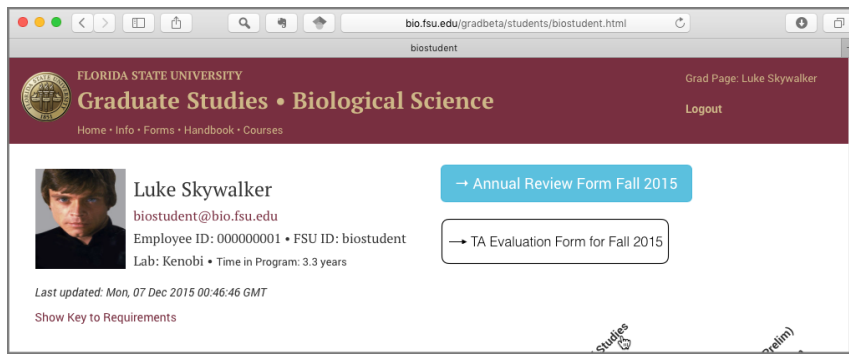 bio.fsu.edu/gradbeta/students/biostudent.html
biostudent
FLORIDA STATE UNIVERSITY
Graduate Studies • Biological Science
Home • Info • Forms • Handbook • Courses
Grad Page: Luke Skywalker
Logout
Luke Skywalker
biostudent@bio.fsu.edu
Employee ID: 000000001 • FSU ID: biostudent
Lab: Kenobi • Time in Program: 3.3 years
→ Annual Review Form Fall 2015
→ TA Evaluation Form for Fall 2015
Last updated: Mon, 07 Dec 2015 00:46:46 GMT
Show Key to Requirements
Studies